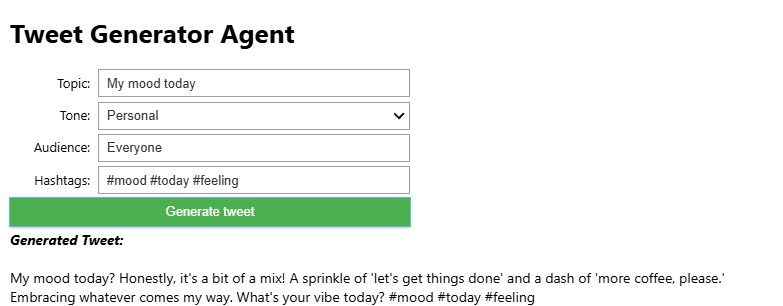 Tweet Generator Agent
Topic: My mood today
Tone: Personal
Audience: Everyone
Hashtags: #mood #today #feeling
Generate tweet
Generated Tweet:
My mood today? Honestly, it's a bit of a mix! A sprinkle of 'let's get things done' and a dash of 'more coffee, please.'
Embracing whatever comes my way. What's your vibe today? #mood #today #feeling